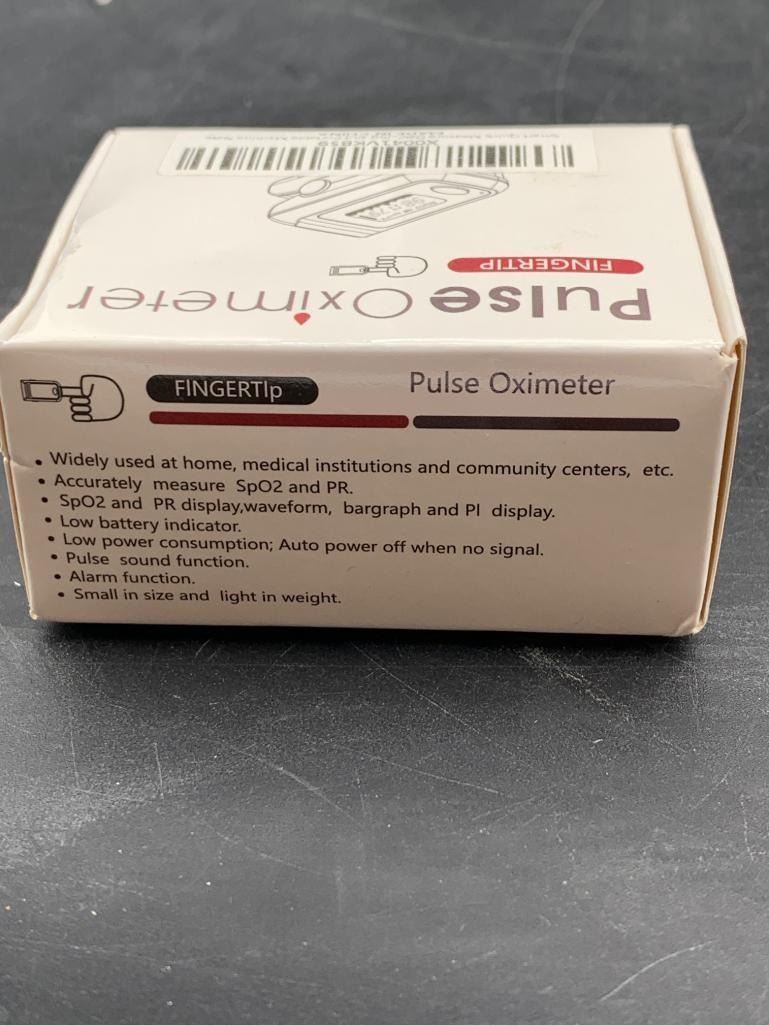 X0041VKB59
FINGERTIP
Pulse Oximeter
FINGERTIp
Pulse Oximeter
• Widely used at home, medical institutions and community centers, etc.
• Accurately measure SpO2 and PR.
• SpO2 and PR display,waveform, bargraph and PI display.
• Low battery indicator.
• Low power consumption; Auto power off when no signal.
• Pulse sound function.
• Alarm function.
• Small in size and light in weight.